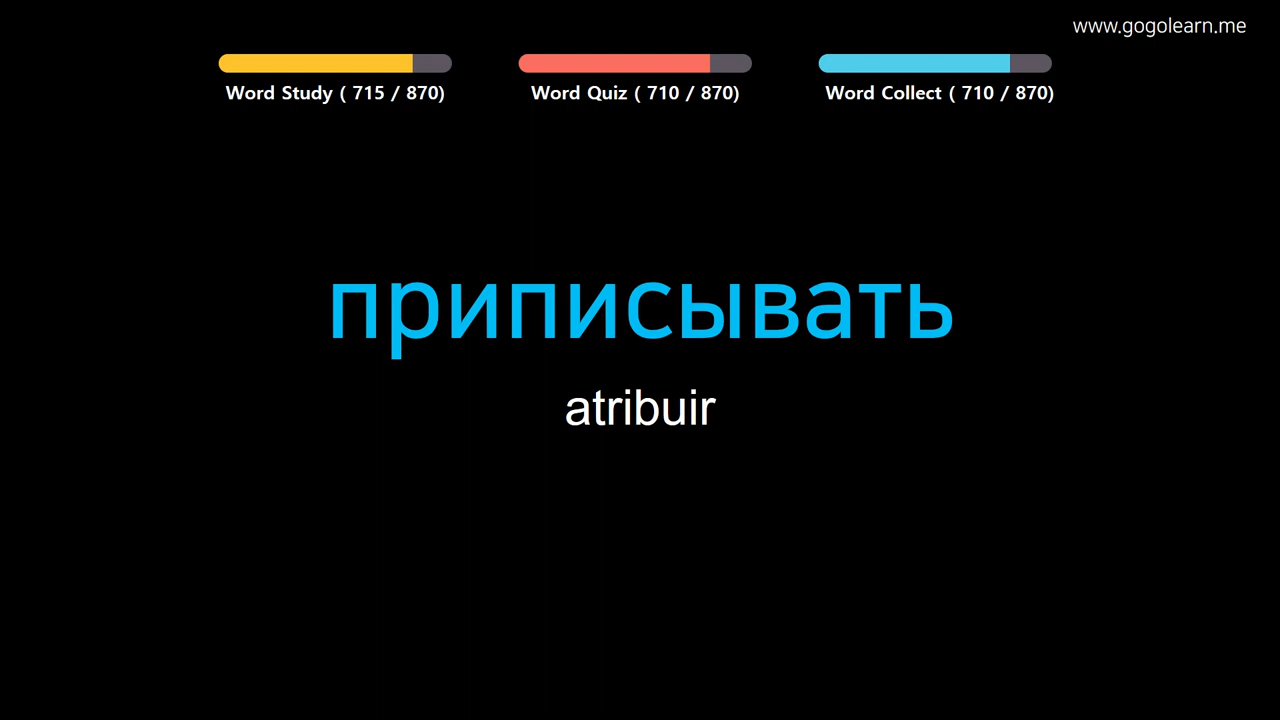 www.gogolearn.me
Word Study ( 715 / 870)
Word Quiz ( 710 / 870)
Word Collect ( 710 / 870)
приписывать
atribuir